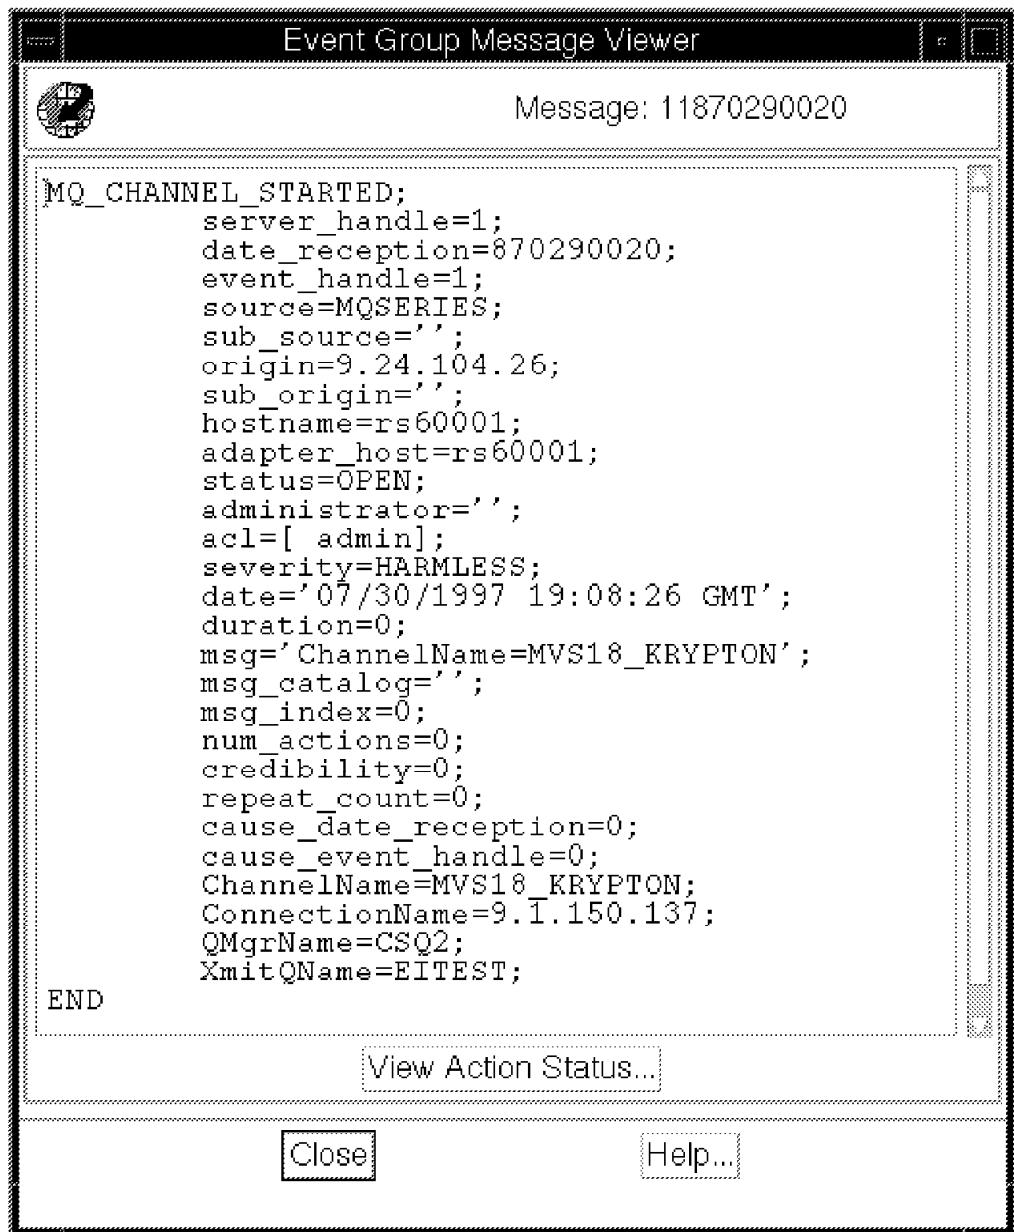 Event Group Message Viewer
Message: 11870290020
MQ_CHANNEL_STARTED;
server_handle=1;
date_reception=870290020;
event_handle=1;
source=MQSERIES;
sub_source='';
origin=9.24.104.26;
sub_origin='';
hostname=rs60001;
adapter_host=rs60001;
status=OPEN;
administrator='';
acl=[ admin];
severity=HARMLESS;
date='07/30/1997 19:08:26 GMT';
duration=0;
msg='ChannelName=MVS18_KRYPTON';
msg_catalog='';
msg_index=0;
num_actions=0;
credibility=0;
repeat_count=0;
cause_date_reception=0;
cause_event_handle=0;
ChannelName=MVS18_KRYPTON;
ConnectionName=9.1.150.137;
QMgrName=CSQ2;
XmitQName=EITEST;
END
View Action Status...
Close Help...